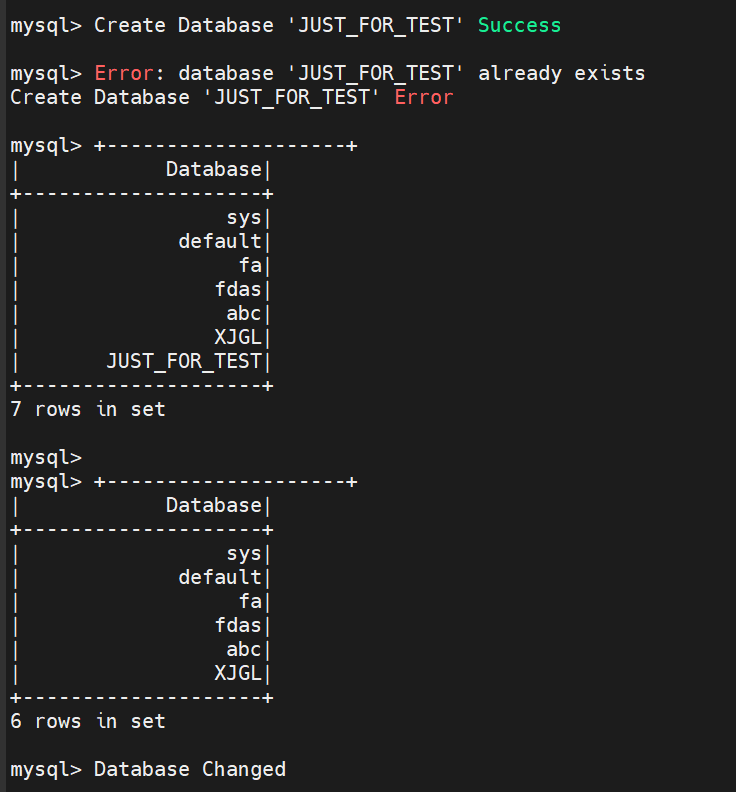 mysql> Create Database 'JUST_FOR_TEST' Success
mysql> Error: database 'JUST_FOR_TEST' already exists
Create Database 'JUST_FOR_TEST' Error
mysql> +--------------------+
|            Database|
+--------------------+
|                 sys|
|             default|
|                  fa|
|                fdas|
|                 abc|
|                XJGL|
|       JUST_FOR_TEST|
+--------------------+
7 rows in set
mysql>
mysql> +--------------------+
|            Database|
+--------------------+
|                 sys|
|             default|
|                  fa|
|                fdas|
|                 abc|
|                XJGL|
+--------------------+
6 rows in set
mysql> Database Changed